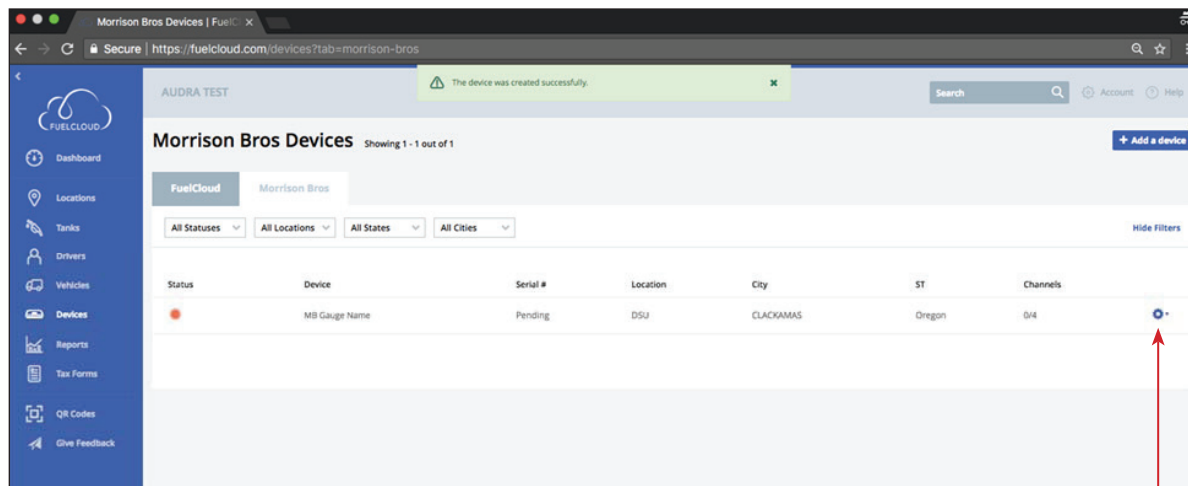 Morrison Bros Devices | FuelCl
Secure | https://fuelcloud.com/devices?tab=morrison-bros
FUELCLOUD
AUDRA TEST
The device was created successfully.
Search
Account
Help
Morrison Bros Devices Showing 1 - 1 out of 1
+ Add a device
Dashboard
Locations
Tanks
Drivers
Vehicles
Devices
Reports
Tax Forms
QR Codes
Give Feedback
FuelCloud Morrison Bros
All Statuses All Locations All States All Cities Hide Filters
Status Device Serial # Location City ST Channels
MB Gauge Name Pending DSU CLACKAMAS Oregon 0/4